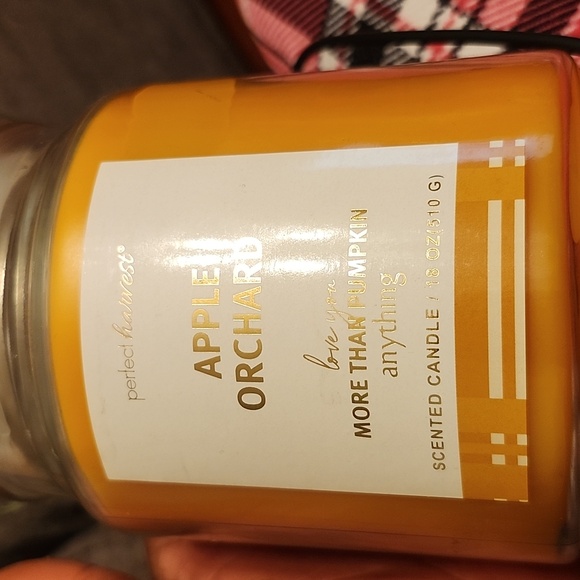 perfect harvest®
APPLE
ORCHARD
love you
MORE THAN PUMPKIN
anything
SCENTED CANDLE / 18 OZ(510 G)